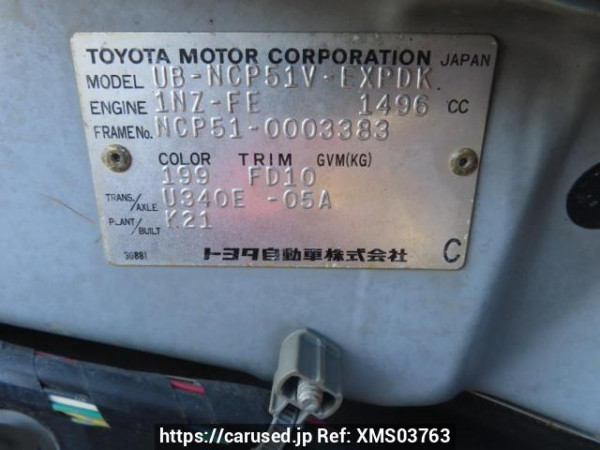 TOYOTA MOTOR CORPORATION JAPAN
MODEL UB-NCP51V-EXPDK
ENGINE 1NZ-FE 1496 CC
FRAME No. NCP51-0003383
COLOR TRIM GVM(KG)
199 FD10
TRANS./AXLE U340E -05A
PLANT/BUILT K21
30881 トヨタ自動車株式会社 C
https://carused.jp Ref: XMS03763